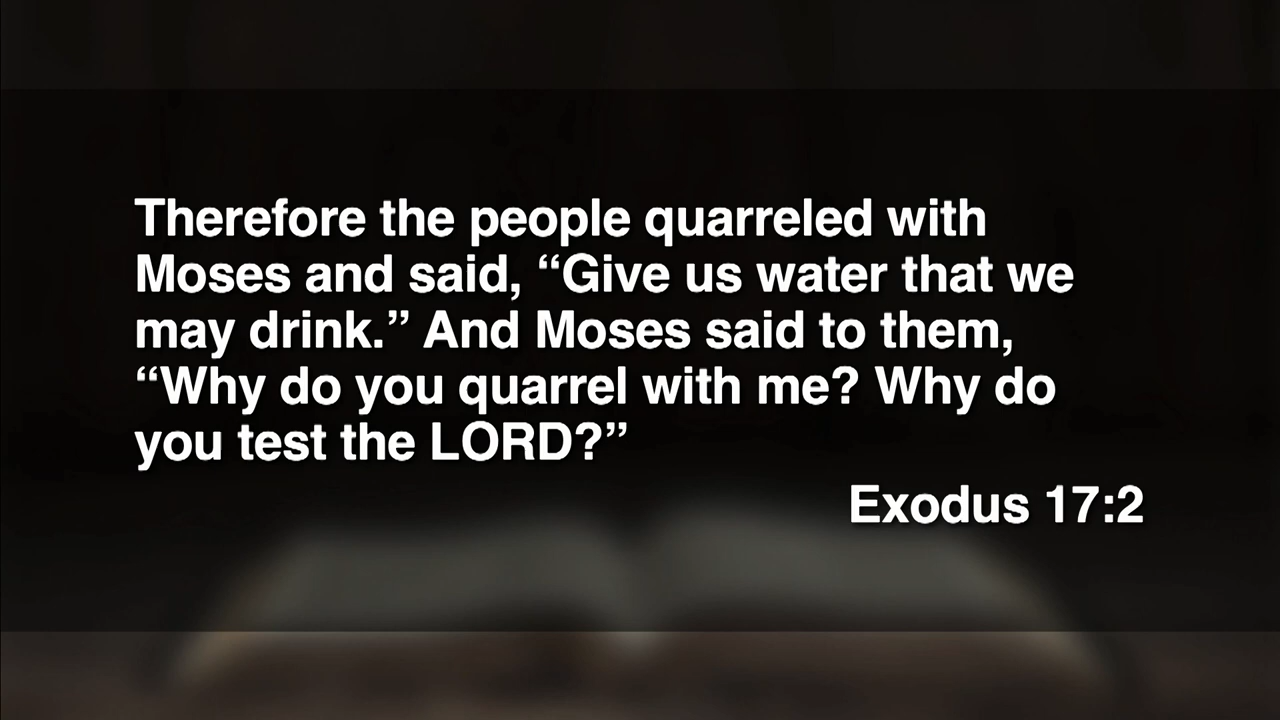 Therefore the people quarreled with
Moses and said, “Give us water that we
may drink.” And Moses said to them,
“Why do you quarrel with me? Why do
you test the LORD?”
Exodus 17:2